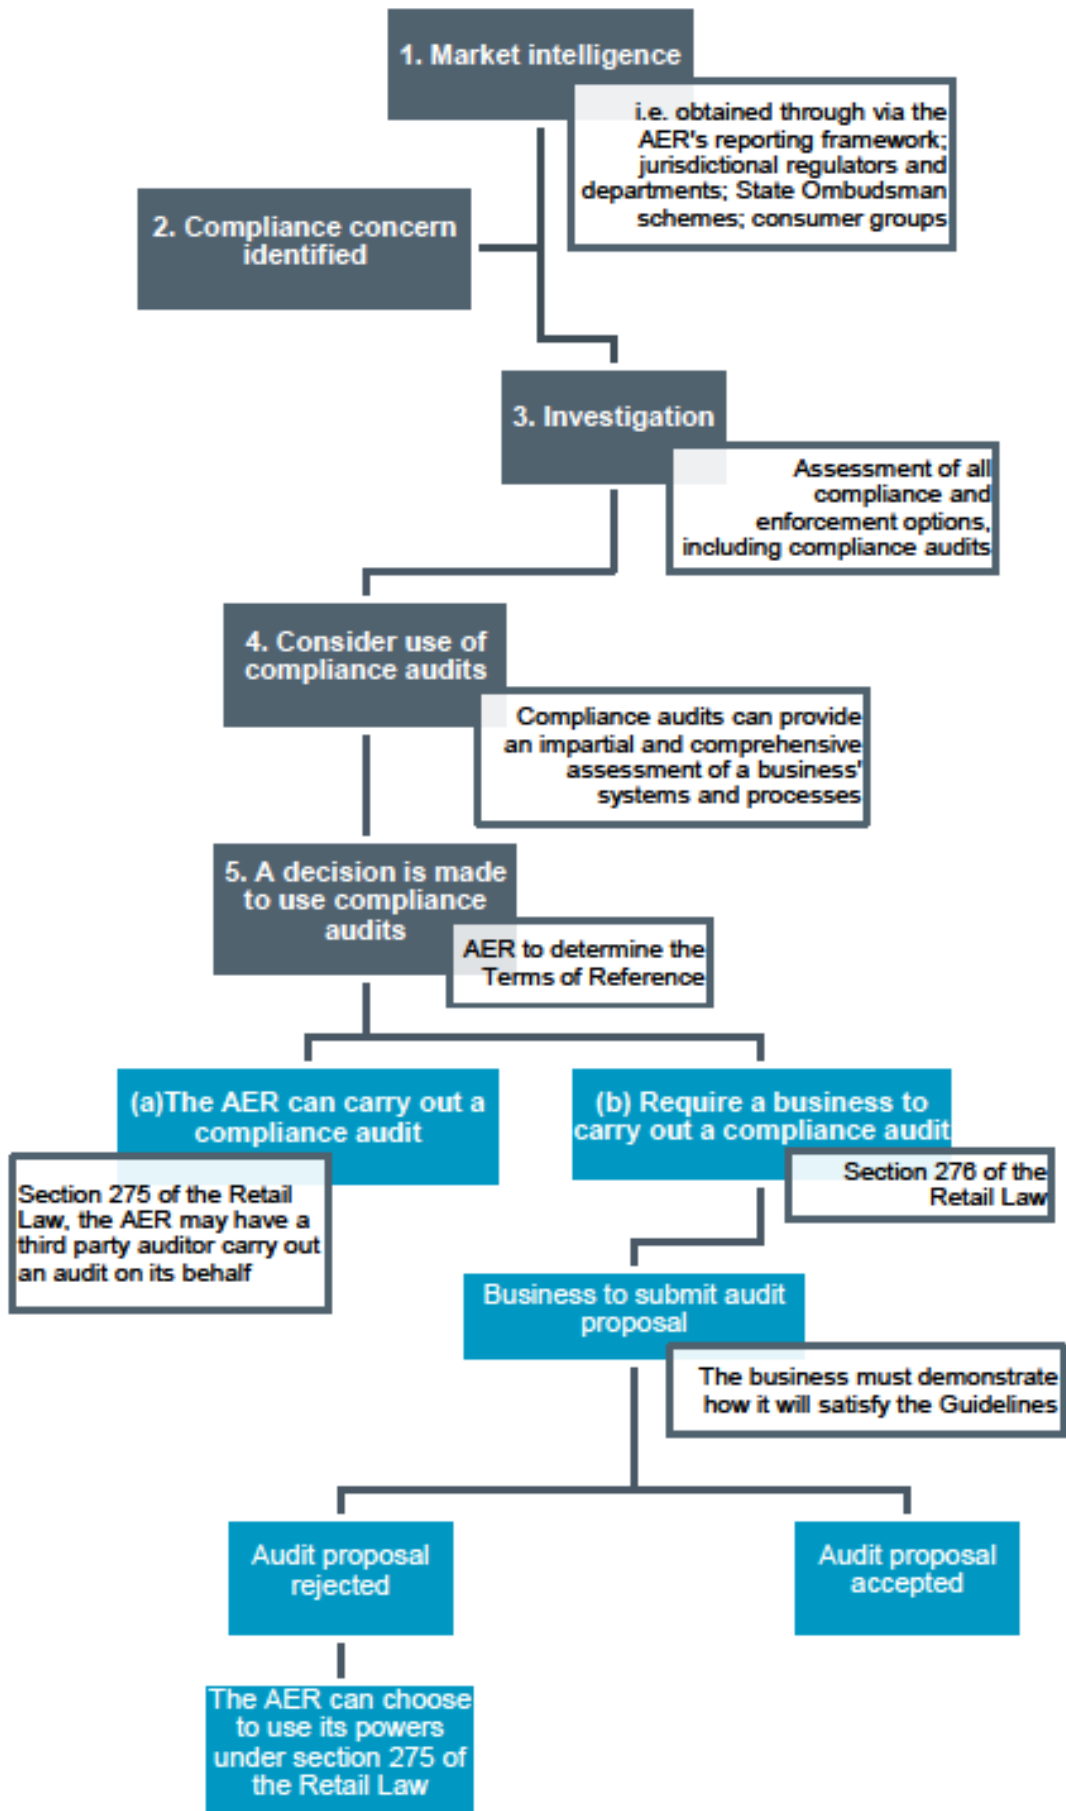 1. Market intelligence
i.e. obtained through via the
AER's reporting framework;
jurisdictional regulators and
departments; State Ombudsman
schemes; consumer groups
2. Compliance concern
identified
3. Investigation
Assessment of all
compliance and
enforcement options,
including compliance audits
4. Consider use of
compliance audits
Compliance audits can provide
an impartial and comprehensive
assessment of a business'
systems and processes
5. A decision is made
to use compliance
audits
AER to determine the
Terms of Reference
(a)The AER can carry out a
compliance audit
Section 275 of the Retail
Law, the AER may have a
third party auditor carry out
an audit on its behalf
(b) Require a business to
carry out a compliance audit
Section 276 of the
Retail Law
Business to submit audit
proposal
The business must demonstrate
how it will satisfy the Guidelines
Audit proposal
rejected
Audit proposal
accepted
The AER can choose
to use its powers
under section 275 of
the Retail Law